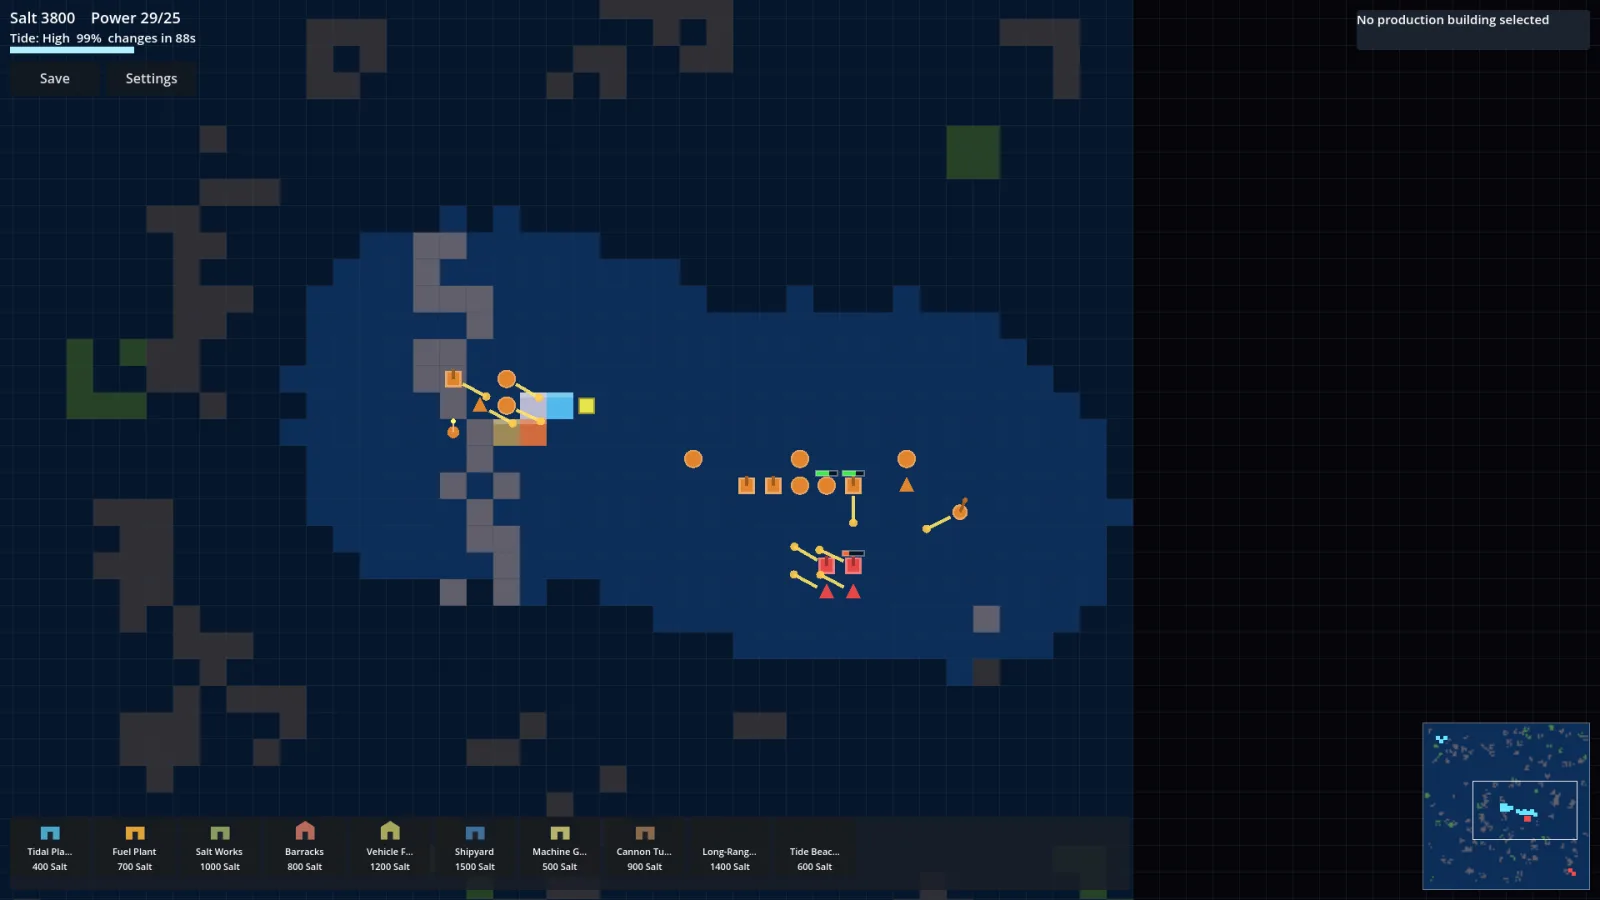 Salt 3800 Power 29/25
Tide: High 99% changes in 88s
Save Settings
No production building selected
Tidal Pla... Fuel Plant Salt Works Barracks Vehicle F... Shipyard Machine G... Cannon Tu... Long-Rang... Tide Beac...
400 Salt 700 Salt 1000 Salt 800 Salt 1200 Salt 1500 Salt 500 Salt 900 Salt 1400 Salt 600 Salt